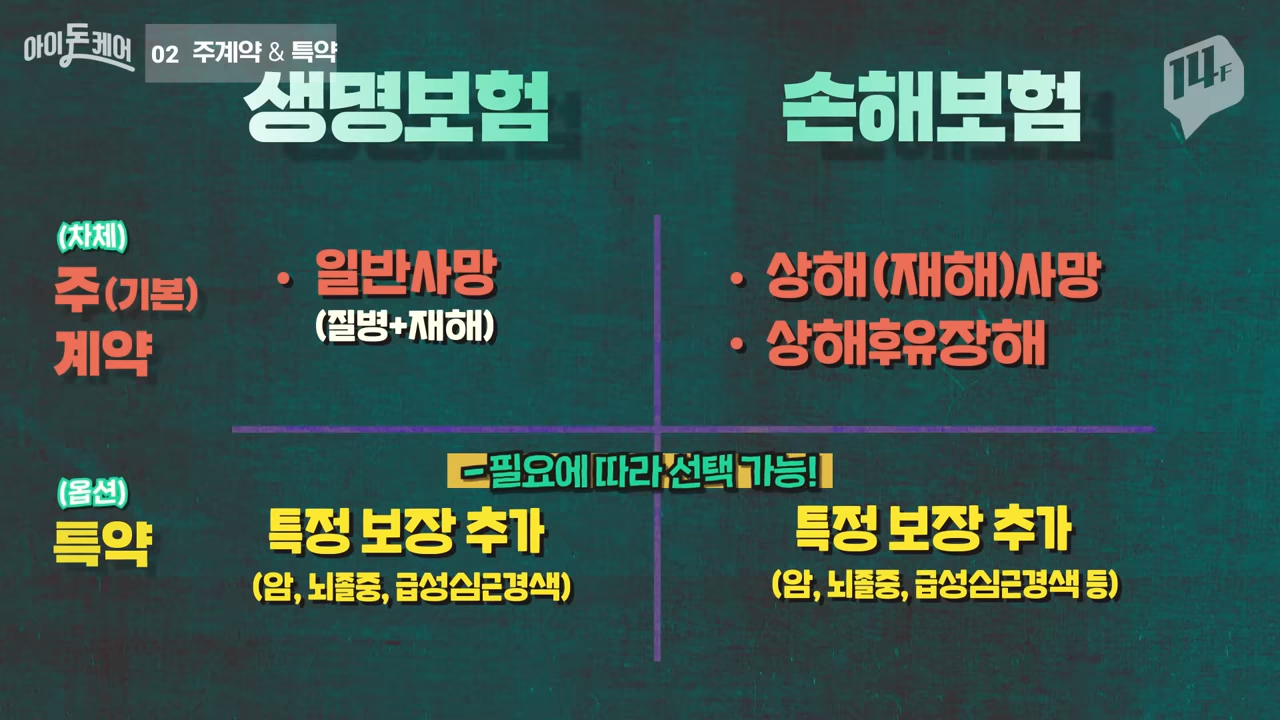 아이돈케어
02 주계약 & 특약
14F
생명보험
손해보험
(차체)
주(기본)
계약
• 일반사망
(질병+재해)
• 상해(재해)사망
• 상해후유장해
- 필요에 따라 선택 가능!
(옵션)
특약
특정 보장 추가
(암, 뇌졸중, 급성심근경색)
특정 보장 추가
(암, 뇌졸중, 급성심근경색 등)